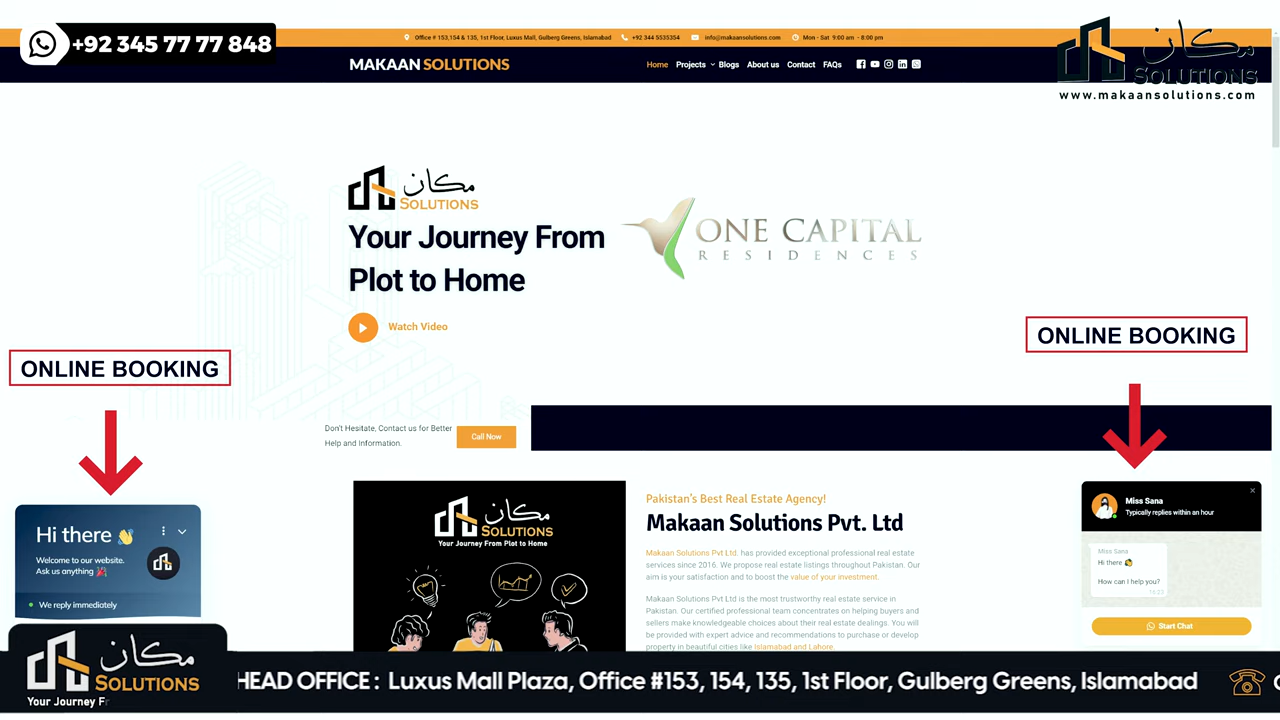 +92 345 77 77 848
Office # 153,154 & 135, 1st Floor, Luxus Mall, Gulberg Greens, Islamabad
+92 344 5535354
info@makaansolutions.com
Mon - Sat 9:00 am - 8:00 pm
MAKAAN SOLUTIONS
Home Projects Blogs About us Contact FAQs
مكان
SOLUTIONS
www.makaansolutions.com
مكان
SOLUTIONS
Your Journey From
Plot to Home
Watch Video
ONE CAPITAL
RESIDENCES
ONLINE BOOKING
ONLINE BOOKING
Don't Hesitate, Contact us for Better
Help and Information.
Call Now
Hi there 👋
Welcome to our website.
Ask us anything 🎉
We reply immediately
مكان
SOLUTIONS
Your Journey From Plot to Home
Pakistan's Best Real Estate Agency!
Makaan Solutions Pvt. Ltd
Makaan Solutions Pvt Ltd. has provided exceptional professional real estate
services since 2016. We propose real estate listings throughout Pakistan. Our
aim is your satisfaction and to boost the value of your investment.
Makaan Solutions Pvt Ltd is the most trustworthy real estate service in
Pakistan. Our certified professional team concentrates on helping buyers and
sellers make knowledgeable choices about their real estate dealings. You will
be provided with expert advice and recommendations to purchase or develop
property in beautiful cities like Islamabad and Lahore.
Miss Sana
Typically replies within an hour
Miss Sana
Hi there 👋
How can I help you?
Start Chat
مكان
SOLUTIONS
Your Journey Fr
HEAD OFFICE : Luxus Mall Plaza, Office #153, 154, 135, 1st Floor, Gulberg Greens, Islamabad